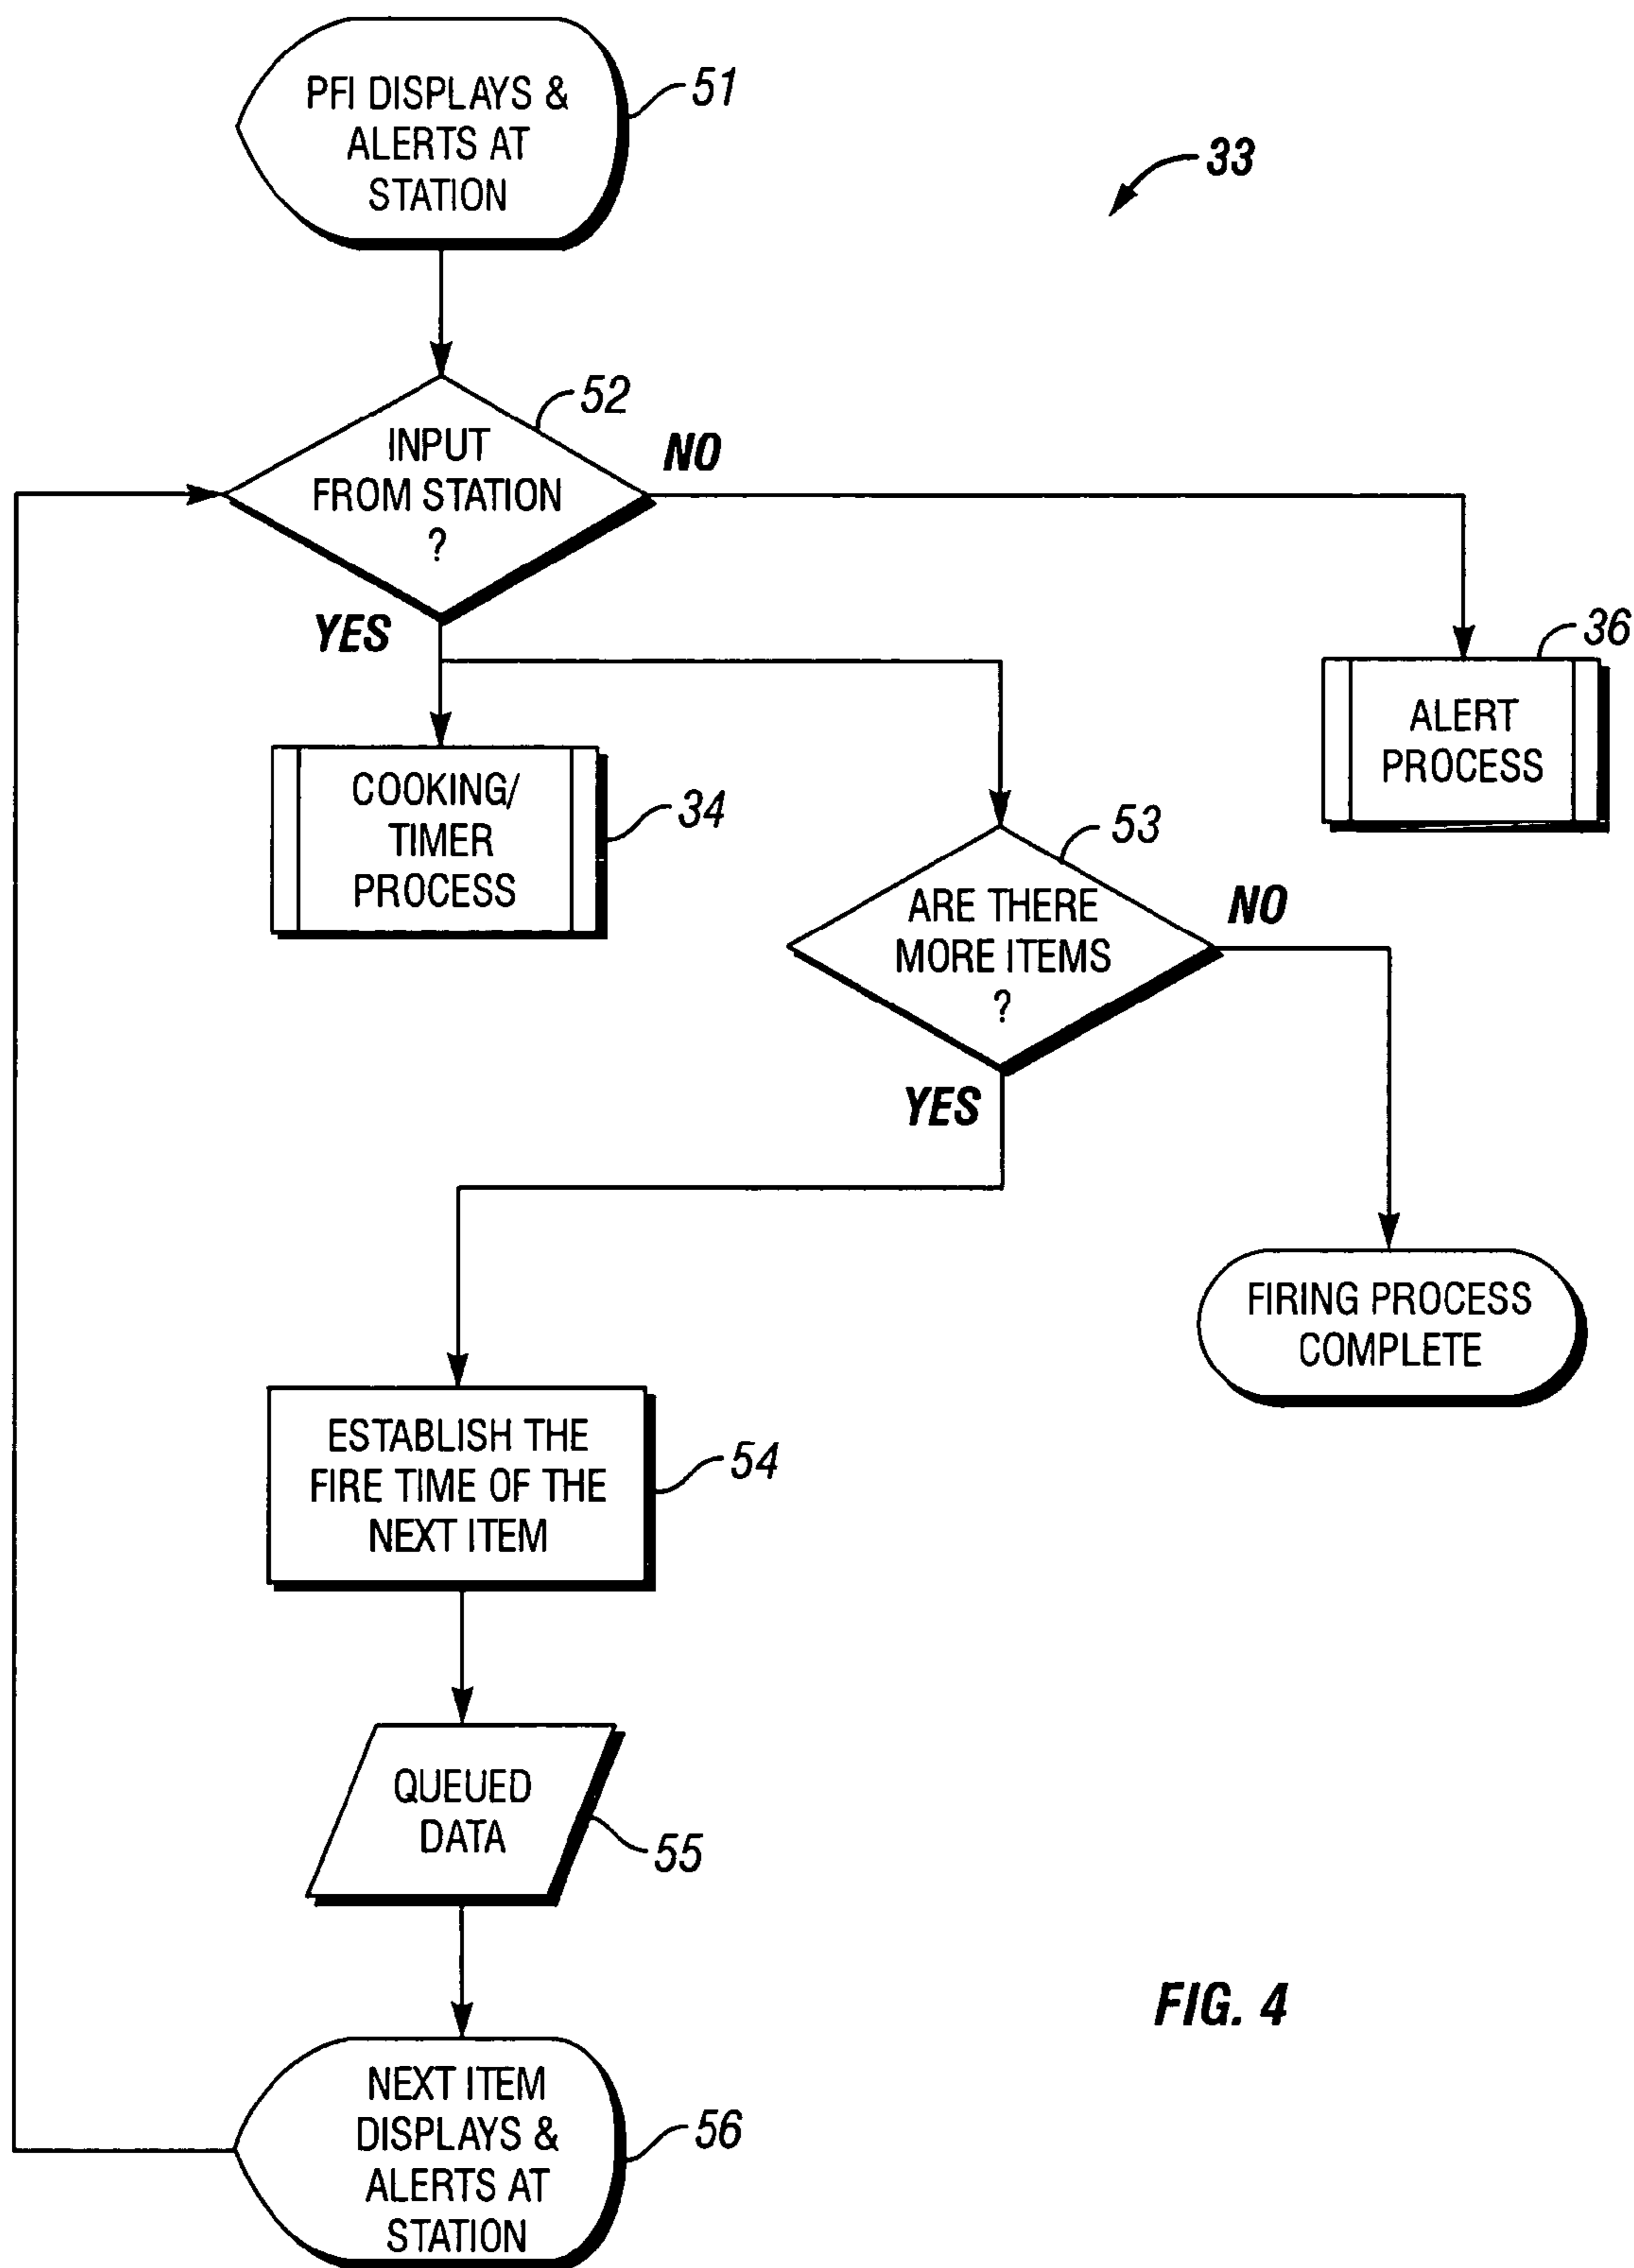 PFI DISPLAYS &
ALERTS AT
STATION
51
33
52
INPUT
FROM STATION
?
NO
YES
36
ALERT
PROCESS
COOKING/
TIMER
PROCESS
34
53
ARE THERE
MORE ITEMS
?
NO
YES
FIRING PROCESS
COMPLETE
ESTABLISH THE
FIRE TIME OF THE
NEXT ITEM
54
QUEUED
DATA
55
FIG. 4
NEXT ITEM
DISPLAYS &
ALERTS AT
STATION
56